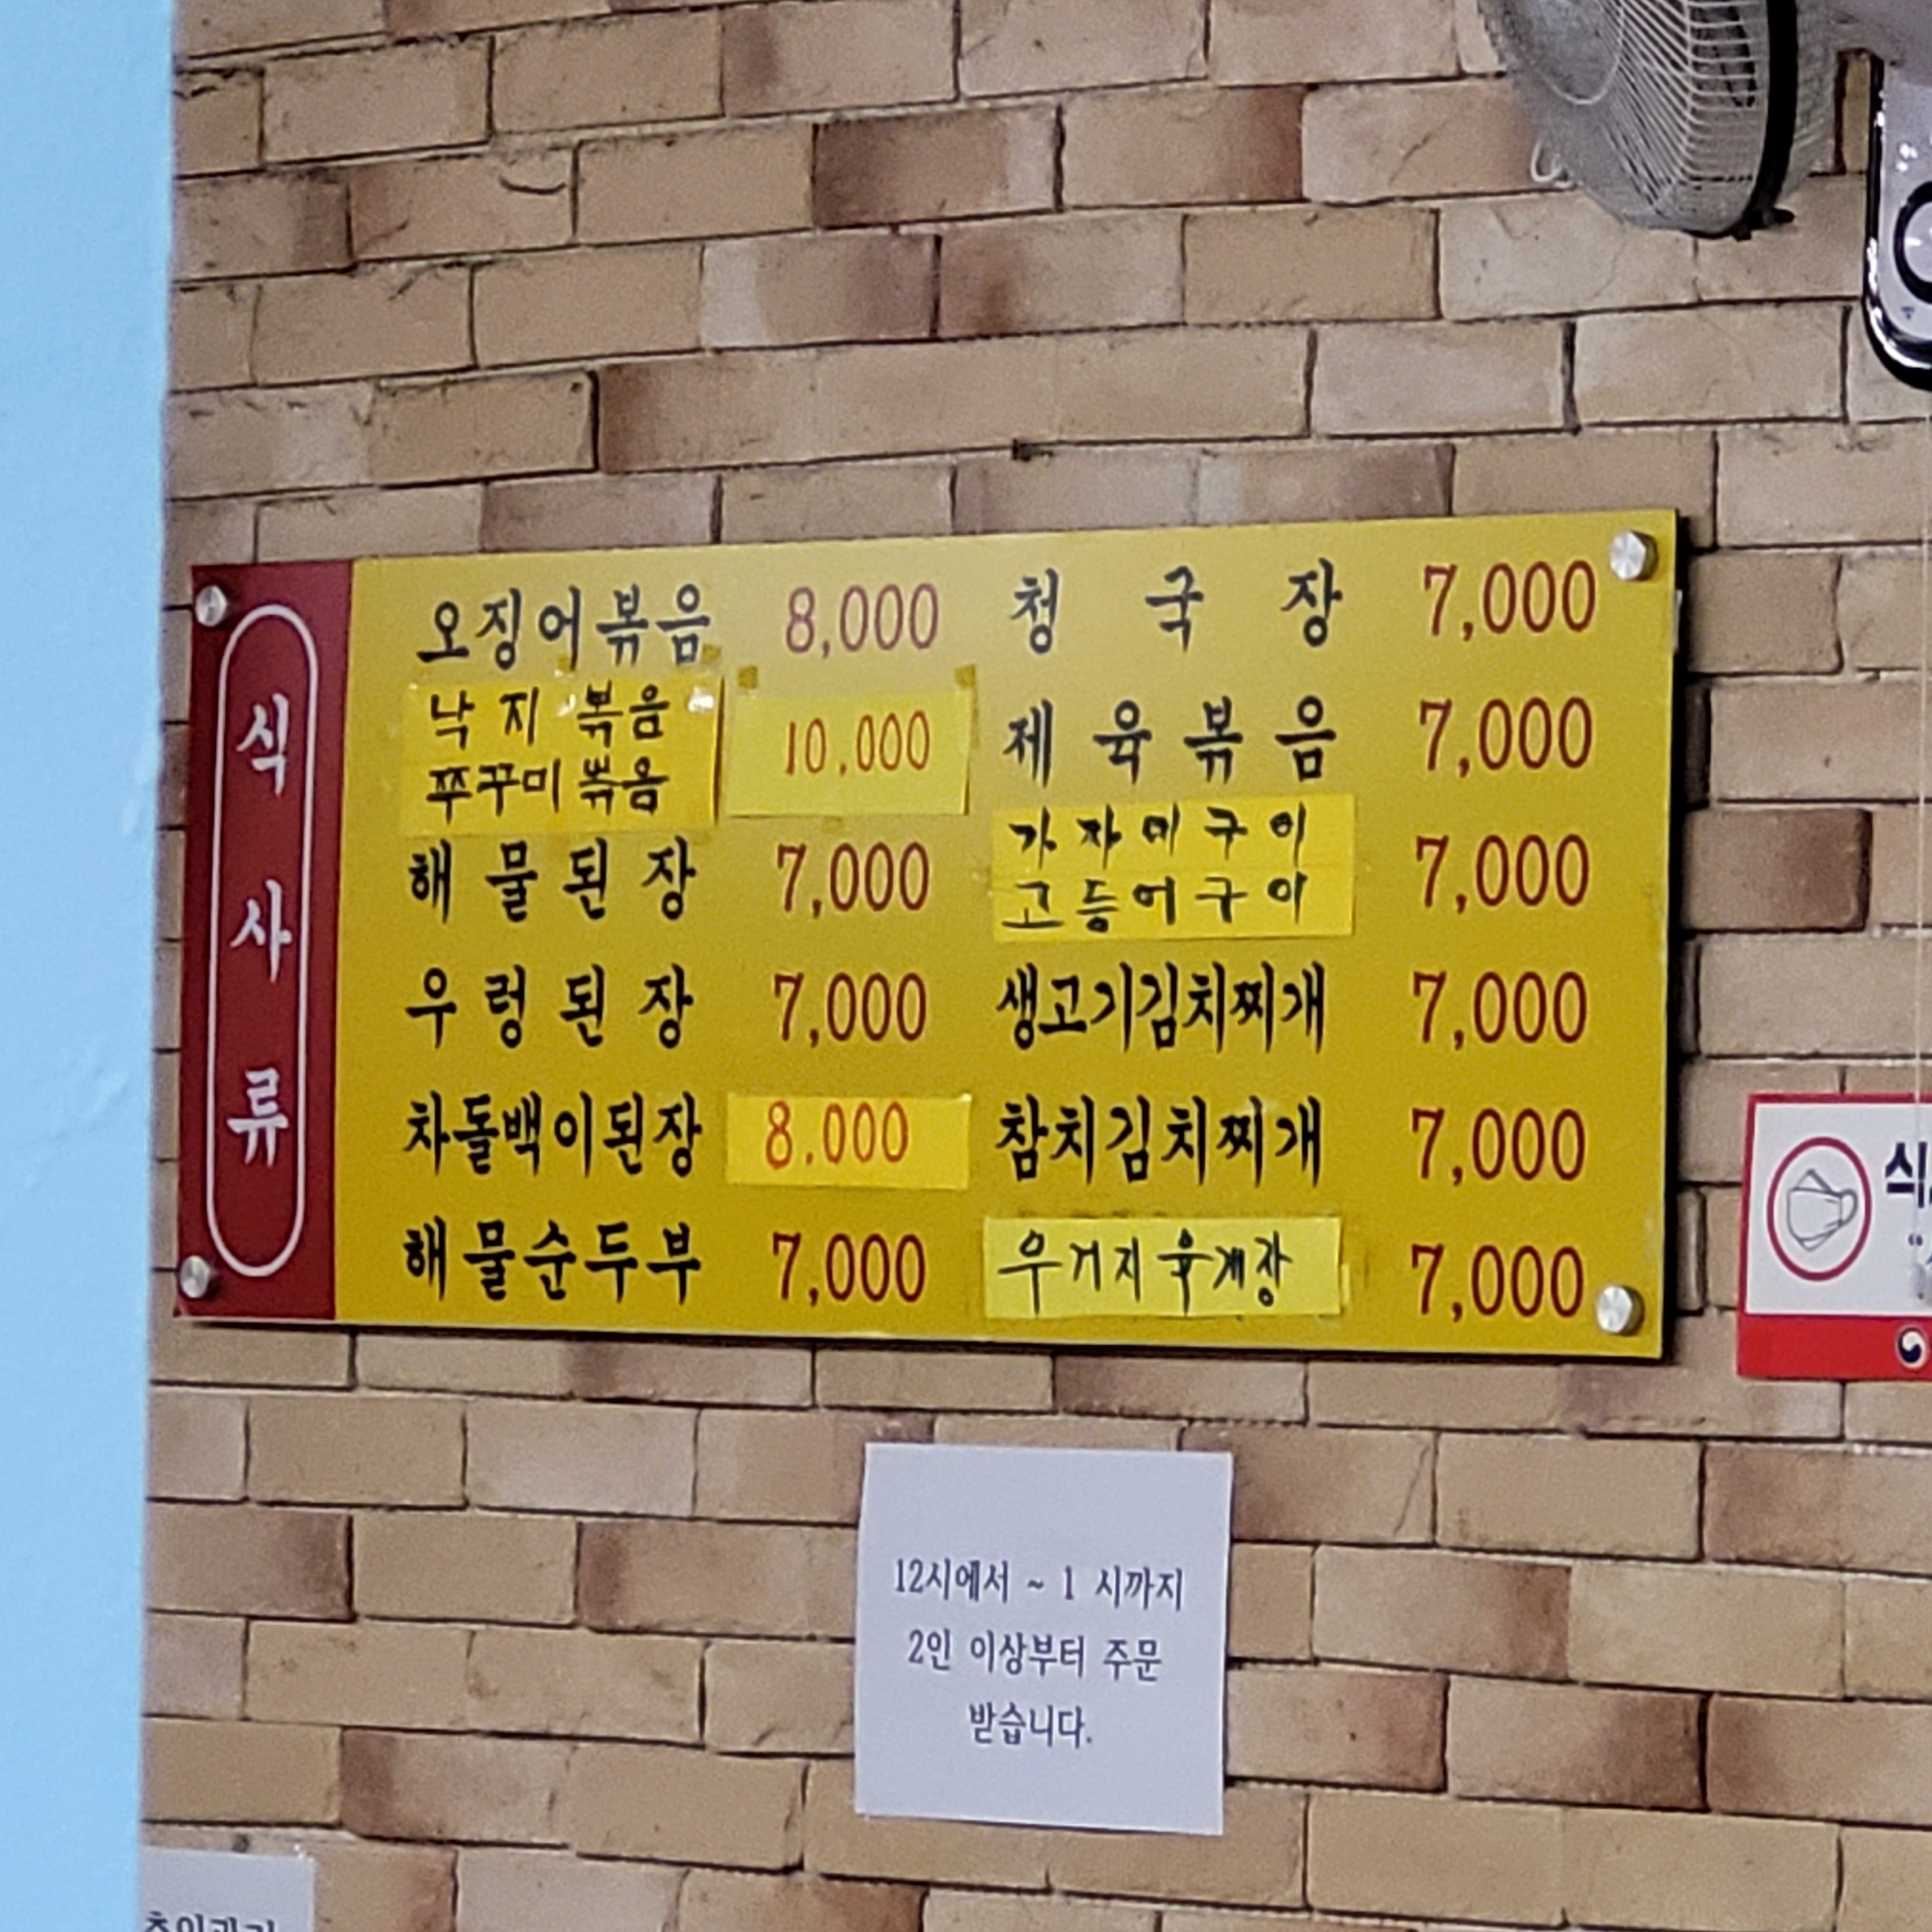 식사류
오징어볶음 8,000
낙지볶음
쭈꾸미볶음
10,000
해물된장 7,000
우렁된장 7,000
차돌백이된장 8.000
해물순두부 7,000
청국장 7,000
제육볶음 7,000
가자미구이
고등어구이
7,000
생고기김치찌개 7,000
참치김치찌개 7,000
우거지육개장 7,000
12시에서 ~ 1 시까지
2인 이상부터 주문
받습니다.